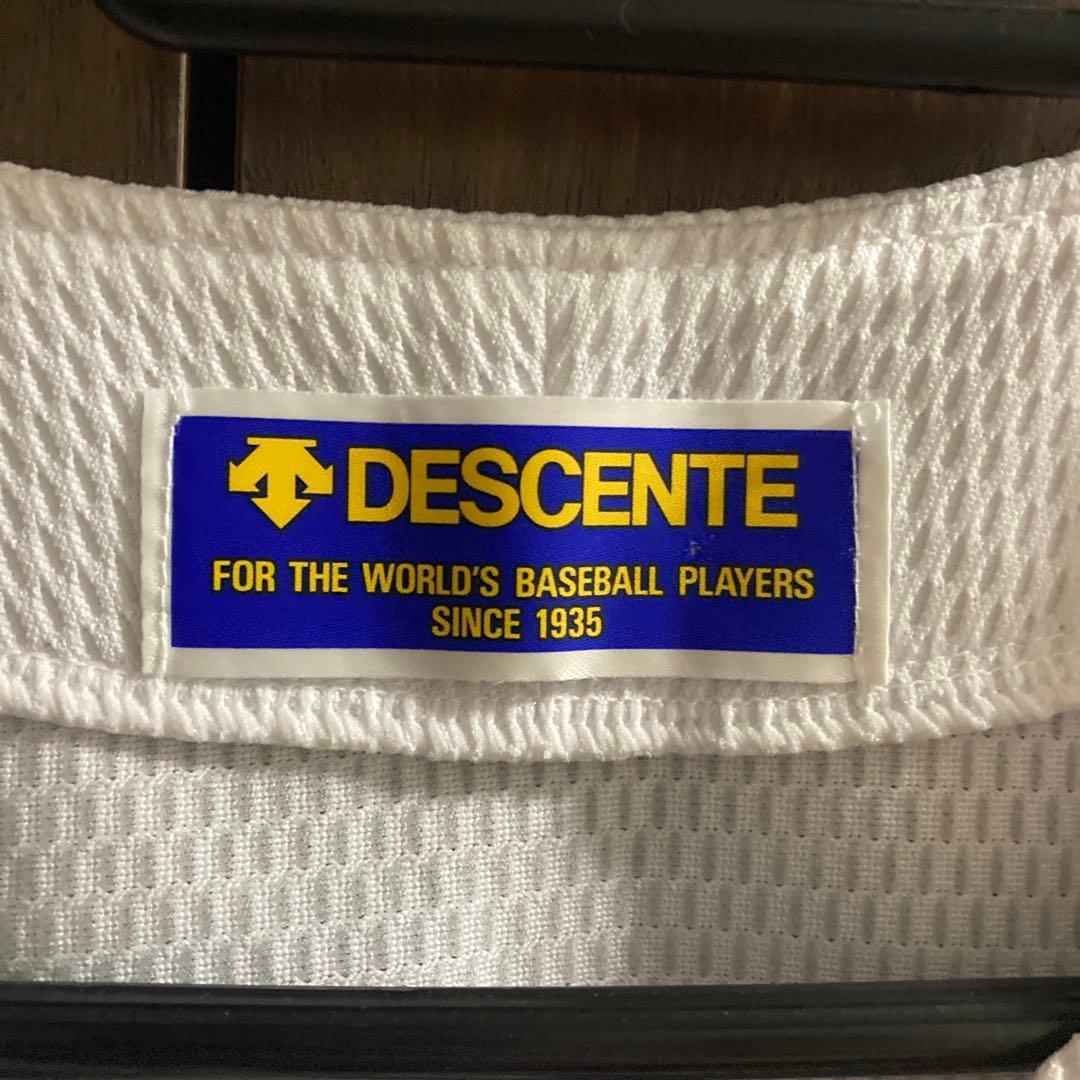 DESCENTE
FOR THE WORLD'S BASEBALL PLAYERS
SINCE 1935